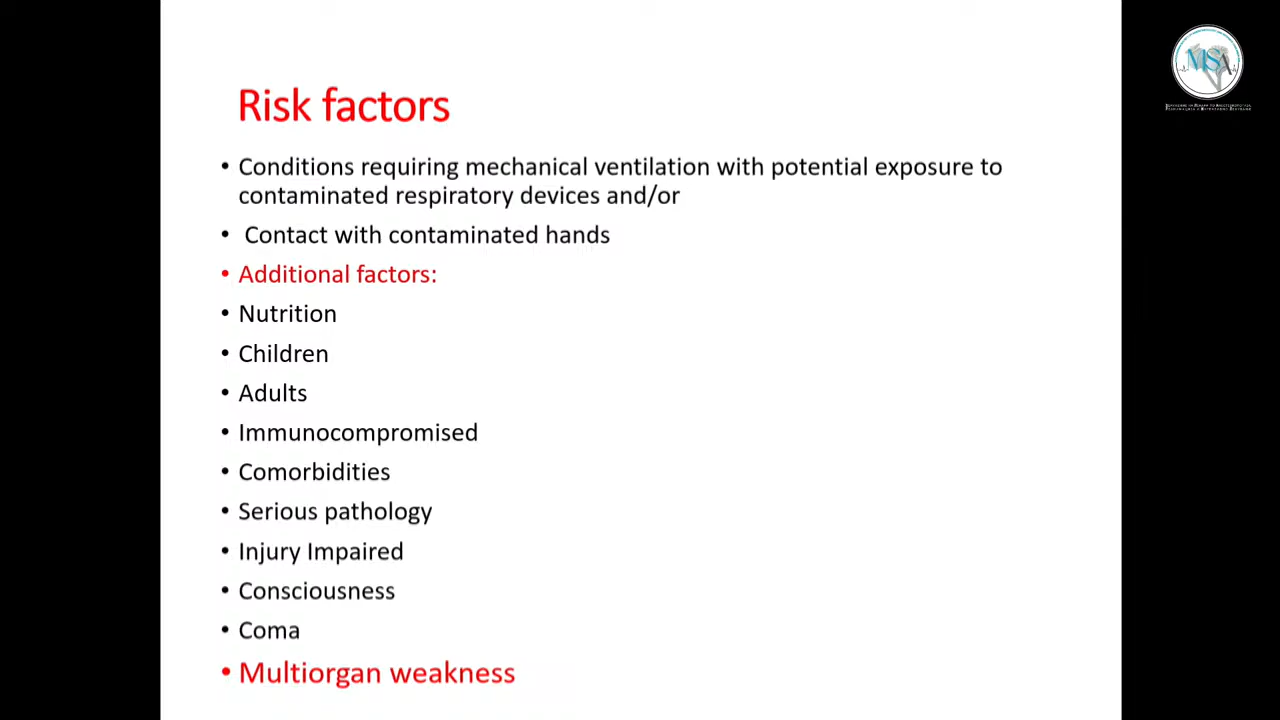 Risk factors
• Conditions requiring mechanical ventilation with potential exposure to
contaminated respiratory devices and/or
• Contact with contaminated hands
• Additional factors:
• Nutrition
• Children
• Adults
• Immunocompromised
• Comorbidities
• Serious pathology
• Injury Impaired
• Consciousness
• Coma
• Multiorgan weakness
MSA